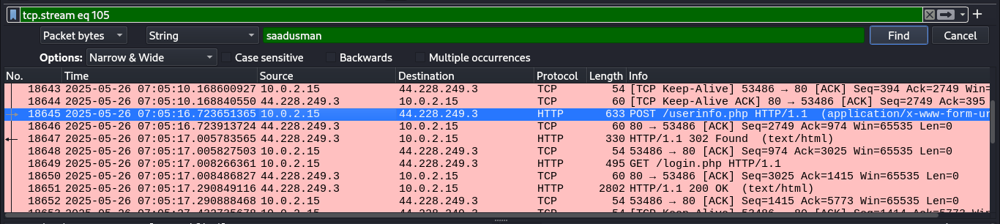 tcp.stream eq 105
Packet bytes String saadusman Find Cancel
Options: Narrow & Wide Case sensitive Backwards Multiple occurrences
No. Time Source Destination Protocol Length Info
18643 2025-05-26 07:05:10.168600927 10.0.2.15 44.228.249.3 TCP 54 [TCP Keep-Alive] 53486 → 80 [ACK] Seq=394 Ack=2749 Win=
18644 2025-05-26 07:05:10.168840550 44.228.249.3 10.0.2.15 TCP 60 [TCP Keep-Alive ACK] 80 → 53486 [ACK] Seq=2749 Ack=395
18645 2025-05-26 07:05:16.723651365 10.0.2.15 44.228.249.3 HTTP 633 POST /userinfo.php HTTP/1.1 (application/x-www-form-ur
18646 2025-05-26 07:05:16.723913724 44.228.249.3 10.0.2.15 TCP 60 80 → 53486 [ACK] Seq=2749 Ack=974 Win=65535 Len=0
18647 2025-05-26 07:05:17.005783565 44.228.249.3 10.0.2.15 HTTP 330 HTTP/1.1 302 Found (text/html)
18648 2025-05-26 07:05:17.005827503 10.0.2.15 44.228.249.3 TCP 54 53486 → 80 [ACK] Seq=974 Ack=3025 Win=65535 Len=0
18649 2025-05-26 07:05:17.008266361 10.0.2.15 44.228.249.3 HTTP 495 GET /login.php HTTP/1.1
18650 2025-05-26 07:05:17.008486827 44.228.249.3 10.0.2.15 TCP 60 80 → 53486 [ACK] Seq=3025 Ack=1415 Win=65535 Len=0
18651 2025-05-26 07:05:17.290849116 44.228.249.3 10.0.2.15 HTTP 2802 HTTP/1.1 200 OK (text/html)
18652 2025-05-26 07:05:17.290888468 10.0.2.15 44.228.249.3 TCP 54 53486 → 80 [ACK] Seq=1415 Ack=5773 Win=65535 Len=0